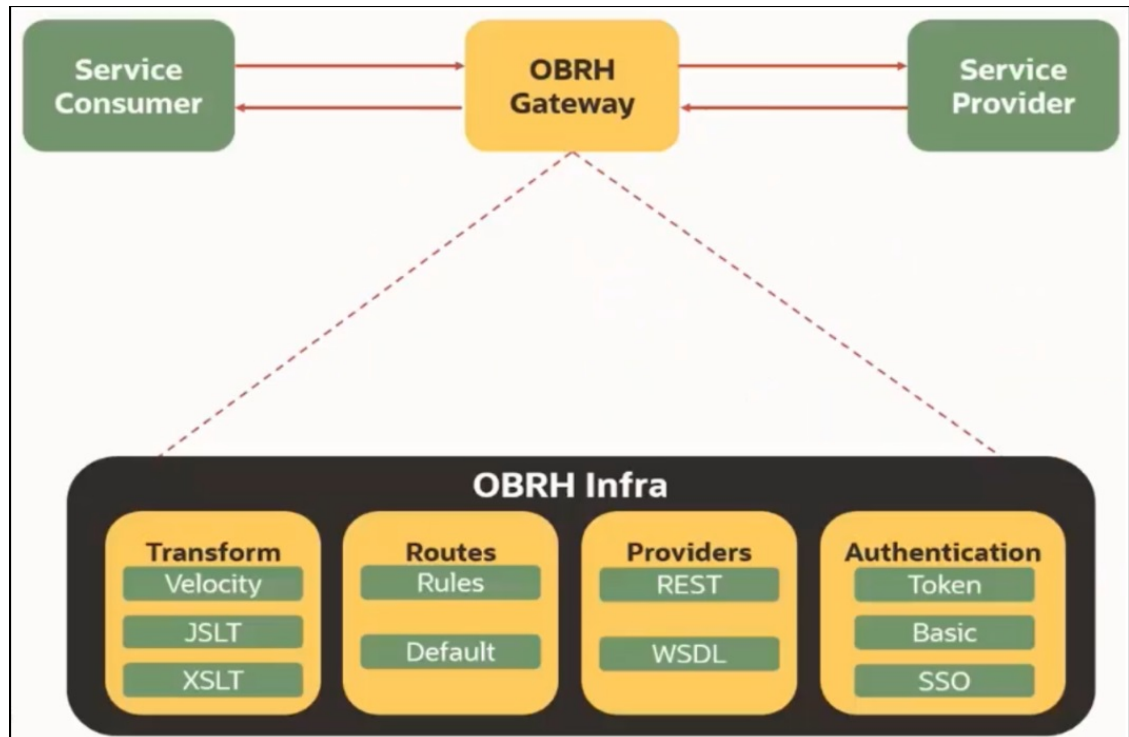 Service
Consumer
OBRH
Gateway
Service
Provider
OBRH Infra
Transform
Velocity
JSLT
XSLT
Routes
Rules
Default
Providers
REST
WSDL
Authentication
Token
Basic
SSO